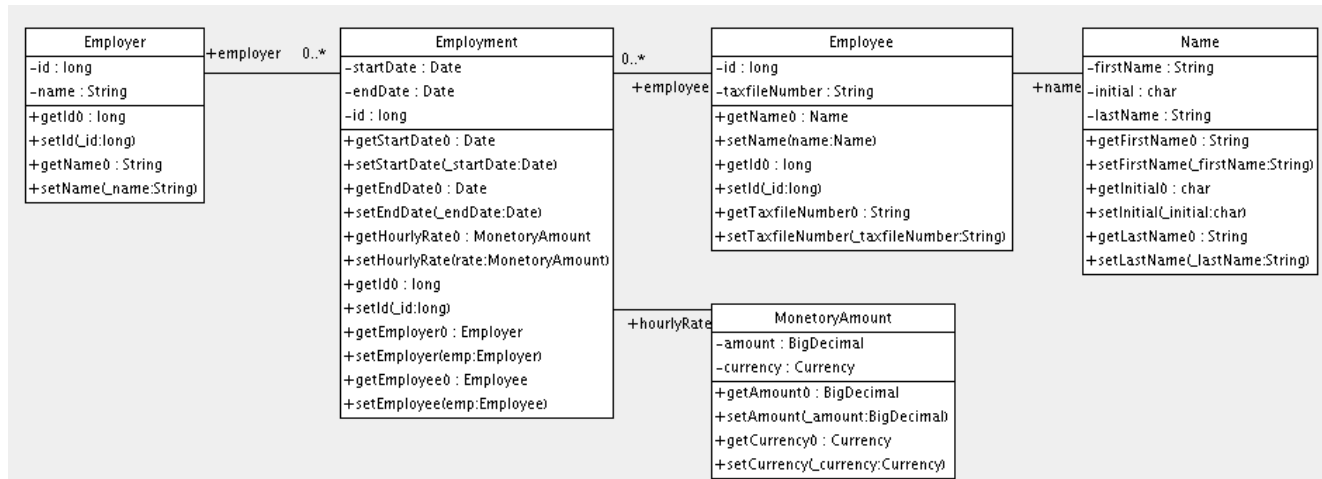 Employer
-id : long
-name : String
+getId() : long
+setId(_id:long)
+getName() : String
+setName(_name:String)
+employer
0..*
Employment
-startDate : Date
-endDate : Date
-id : long
+getStartDate() : Date
+setStartDate(_startDate:Date)
+getEndDate() : Date
+setEndDate(_endDate:Date)
+getHourlyRate() : MonetoryAmount
+setHourlyRate(rate:MonetoryAmount)
+getId() : long
+setId(_id:long)
+getEmployer() : Employer
+setEmployer(emp:Employer)
+getEmployee() : Employee
+setEmployee(emp:Employee)
0..*
+employee
Employee
-id : long
-taxfileNumber : String
+getName() : Name
+setName(name:Name)
+getId() : long
+setId(_id:long)
+getTaxfileNumber() : String
+setTaxfileNumber(_taxfileNumber:String)
+name
Name
-firstName : String
-initial : char
-lastName : String
+getFirstName() : String
+setFirstName(_firstName:String)
+getInitial() : char
+setInitial(_initial:char)
+getLastName() : String
+setLastName(_lastName:String)
+hourlyRate
MonetoryAmount
-amount : BigDecimal
-currency : Currency
+getAmount() : BigDecimal
+setAmount(_amount:BigDecimal)
+getCurrency() : Currency
+setCurrency(_currency:Currency)